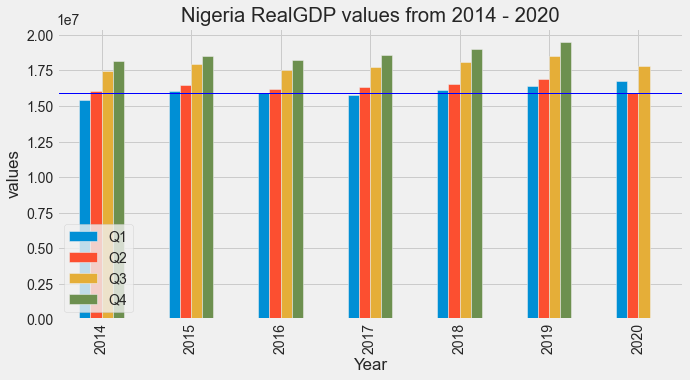 Nigeria RealGDP values from 2014 - 2020
1e7
2.00
1.75
1.50
1.25
1.00
0.75
0.50
0.25
0.00
values
Q1
Q2
Q3
Q4
2014 2015 2016 2017 2018 2019 2020
Year